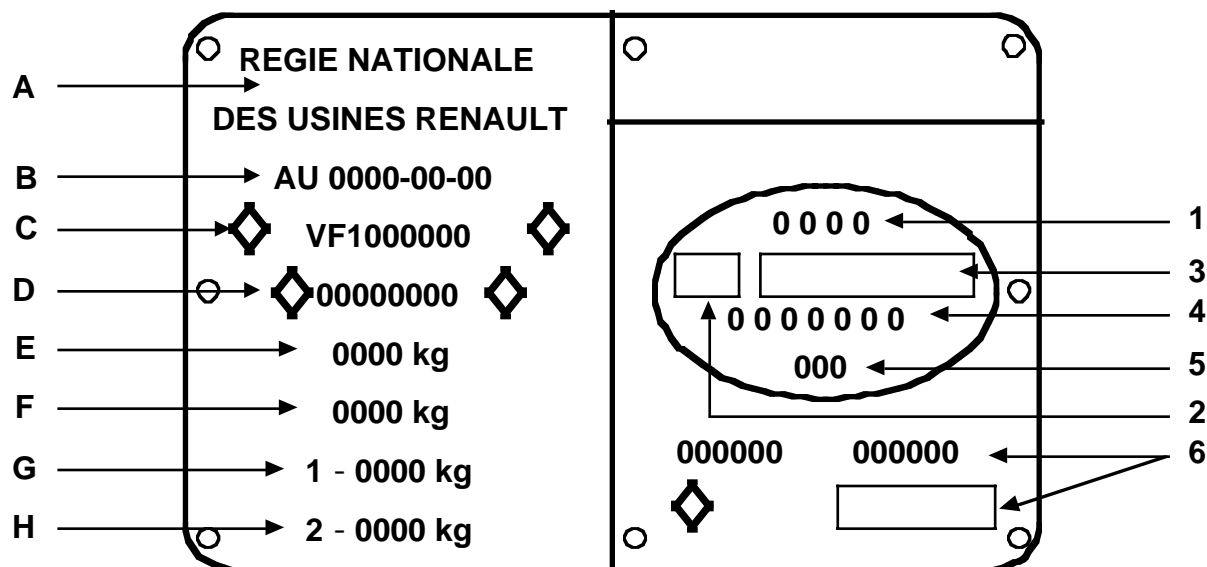 REGIE NATIONALE
A
DES USINES RENAULT
B AU 0000-00-00
C VF1000000 0 0 0 0 1
D 00000000 3
0 0 0 0 0 0 0 4
E 0000 kg 000 5
F 0000 kg 2
G 1 - 0000 kg 000000 000000 6
H 2 - 0000 kg